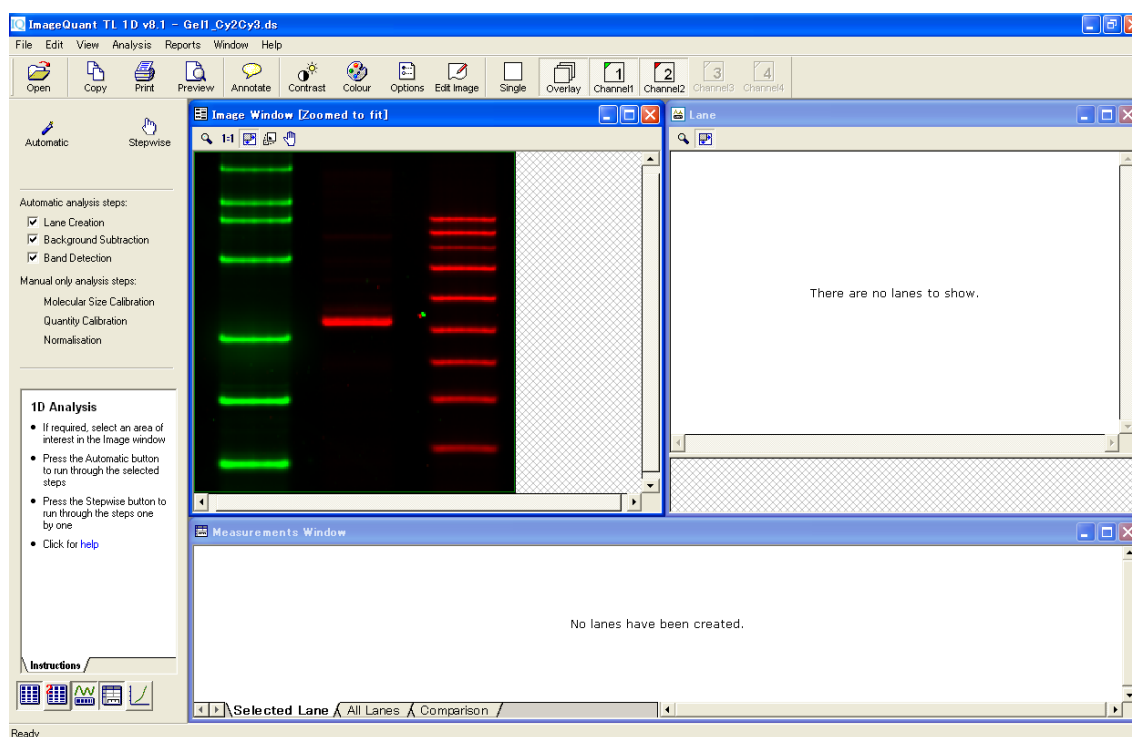 ImageQuant TL 1D v8.1 - Gel1_Cy2Cy3.ds
File Edit View Analysis Reports Window Help
Open Copy Print Preview Annotate Contrast Colour Options Edit Image Single Overlay Channel1 Channel2 Channel3 Channel4
1 2 3 4
Automatic Stepwise
Automatic analysis steps:
Lane Creation
Background Subtraction
Band Detection
Manual only analysis steps:
Molecular Size Calibration
Quantity Calibration
Normalisation
1D Analysis
If required, select an area of
interest in the Image window
Press the Automatic button
to run through the selected
steps
Press the Stepwise button to
run through the steps one
by one
Click for help
Instructions
Image Window [Zoomed to fit]
1:1
Lane
There are no lanes to show.
Measurements Window
No lanes have been created.
Selected Lane All Lanes Comparison
Ready